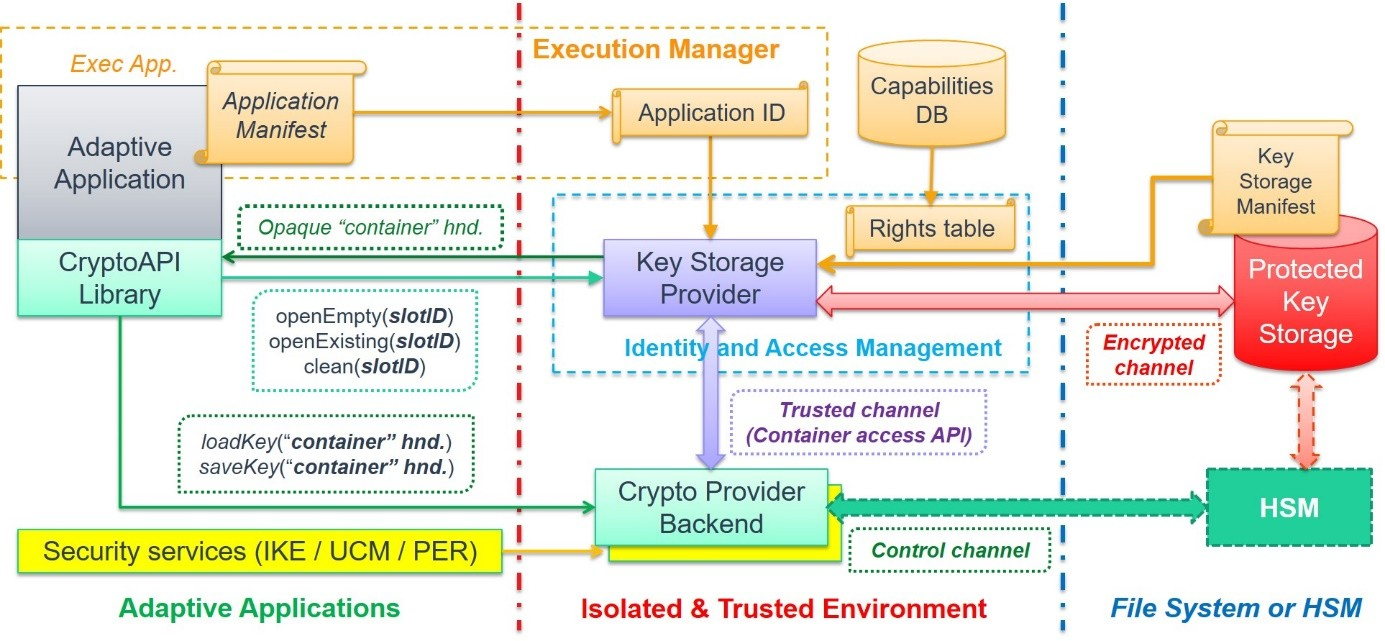 Execution Manager
Exec App.
Application
Manifest
Application ID
Capabilities
DB
Adaptive
Application
Key
Storage
Manifest
Opaque “container” hnd.
Rights table
CryptoAPI
Library
Key Storage
Provider
Protected
Key
Storage
openEmpty(slotID)
openExisting(slotID)
clean(slotID)
Identity and Access Management
Encrypted
channel
Trusted channel
(Container access API)
loadKey(“container” hnd.)
saveKey(“container” hnd.)
Crypto Provider
Backend
HSM
Security services (IKE / UCM / PER)
Control channel
Adaptive Applications
Isolated & Trusted Environment
File System or HSM